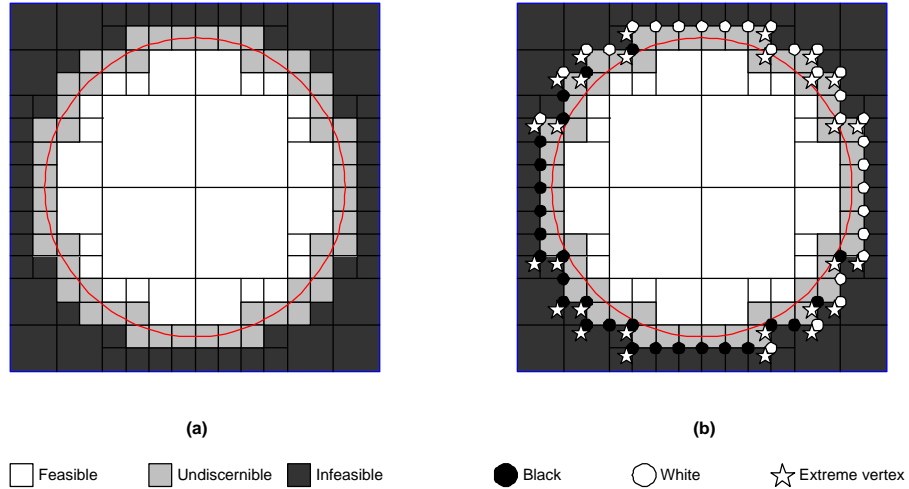 (a)
(b)
Feasible
Undiscernible
Infeasible
Black
White
Extreme vertex